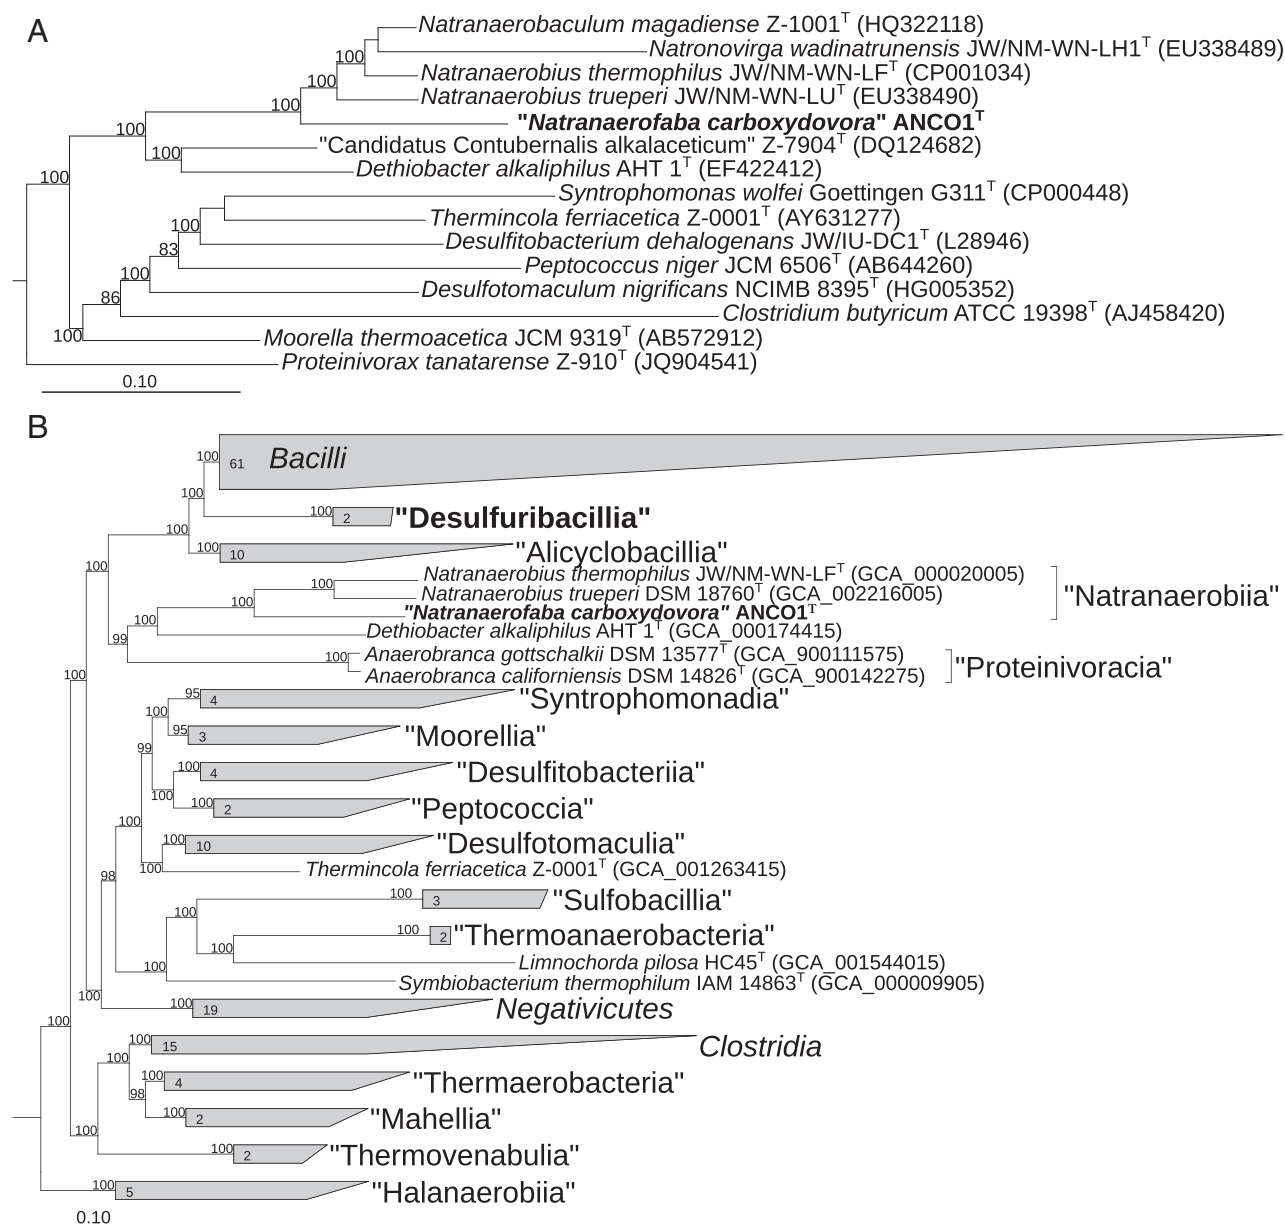 A
Natranaerobaculum magadiense Z-1001T (HQ322118)
Natronovirga wadinatrunensis JW/NM-WN-LH1T (EU338489)
100
Natranaerobius thermophilus JW/NM-WN-LFT (CP001034)
100
Natranaerobius trueperi JW/NM-WN-LUT (EU338490)
100
"Natranaerofaba carboxydovora" ANCO1T
100
"Candidatus Contubernalis alkalaceticum" Z-7904T (DQ124682)
100
Dethiobacter alkaliphilus AHT 1T (EF422412)
100
Syntrophomonas wolfei Goettingen G311T (CP000448)
Thermincola ferriacetica Z-0001T (AY631277)
100
Desulfitobacterium dehalogenans JW/IU-DC1T (L28946)
83
Peptococcus niger JCM 6506T (AB644260)
100
Desulfotomaculum nigrificans NCIMB 8395T (HG005352)
86
Clostridium butyricum ATCC 19398T (AJ458420)
100
Moorella thermoacetica JCM 9319T (AB572912)
Proteinivorax tanatarense Z-910T (JQ904541)
0.10
B
100 61 Bacilli
100
100 2 "Desulfuribacillia"
100
100 10 "Alicyclobacillia"
100
Natranaerobius thermophilus JW/NM-WN-LFT (GCA_000020005)
100
Natranaerobius trueperi DSM 18760T (GCA_002216005)
"Natranaerobiia"
100
"Natranaerofaba carboxydovora" ANCO1T
100
Dethiobacter alkaliphilus AHT 1T (GCA_000174415)
99
Anaerobranca gottschalkii DSM 13577T (GCA_900111575)
100
"Proteinivoracia"
Anaerobranca californiensis DSM 14826T (GCA_900142275)
100
95 4 "Syntrophomonadia"
100
95 3 "Moorellia"
99
100 4 "Desulfitobacteriia"
100
100 2 "Peptococcia"
100
100 10 "Desulfotomaculia"
100
Thermincola ferriacetica Z-0001T (GCA_001263415)
98
100 3 "Sulfobacillia"
100
100 2 "Thermoanaerobacteria"
100
Limnochorda pilosa HC45T (GCA_001544015)
100
Symbiobacterium thermophilum IAM 14863T (GCA_000009905)
100
100 19 Negativicutes
100
100 15 Clostridia
100
100 4 "Thermaerobacteria"
98
100 2 "Mahellia"
100
100 2 "Thermovenabulia"
100 5 "Halanaerobiia"
0.10